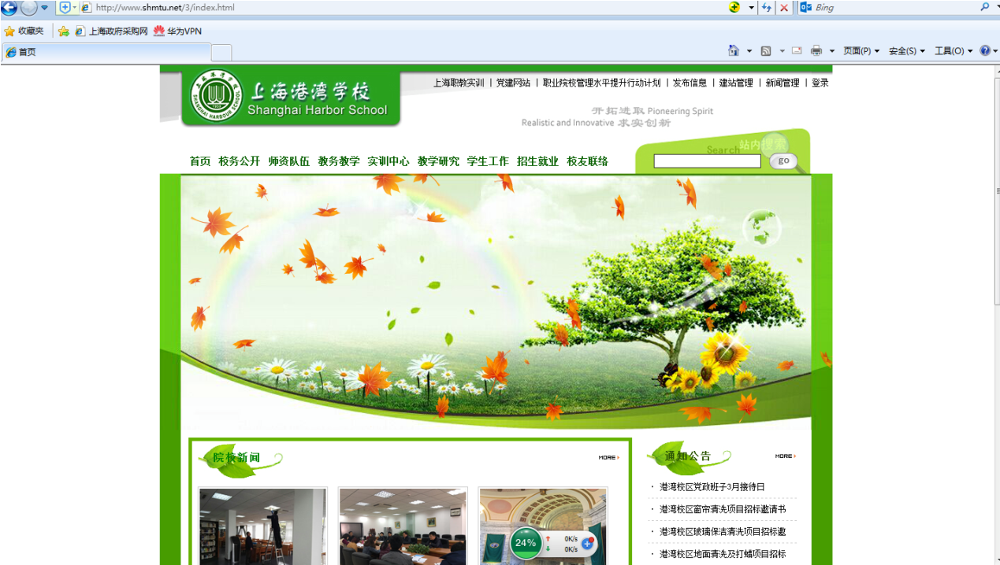 http://www.shmtu.net/3/index.html
Bing
收藏夹
上海政府采购网
华为VPN
首页
页面(P)
安全(S)
工具(O)
上海港湾学校
Shanghai Harbor School
上海职教实训 | 党建网站 | 职业院校管理水平提升行动计划 | 发布信息 | 建站管理 | 新闻管理 | 登录
开拓进取 Pioneering Spirit
Realistic and Innovative 求实创新
Search 站内搜索
go
首页 校务公开 师资队伍 教务教学 实训中心 教学研究 学生工作 招生就业 校友联络
院校新闻
MORE
通知公告
MORE
· 港湾校区党政班子3月接待日
· 港湾校区窗帘清洗项目招标邀请书
· 港湾校区玻璃保洁清洗项目招标邀
· 港湾校区地面清洗及打蜡项目招标
24%
0K/s
0K/s